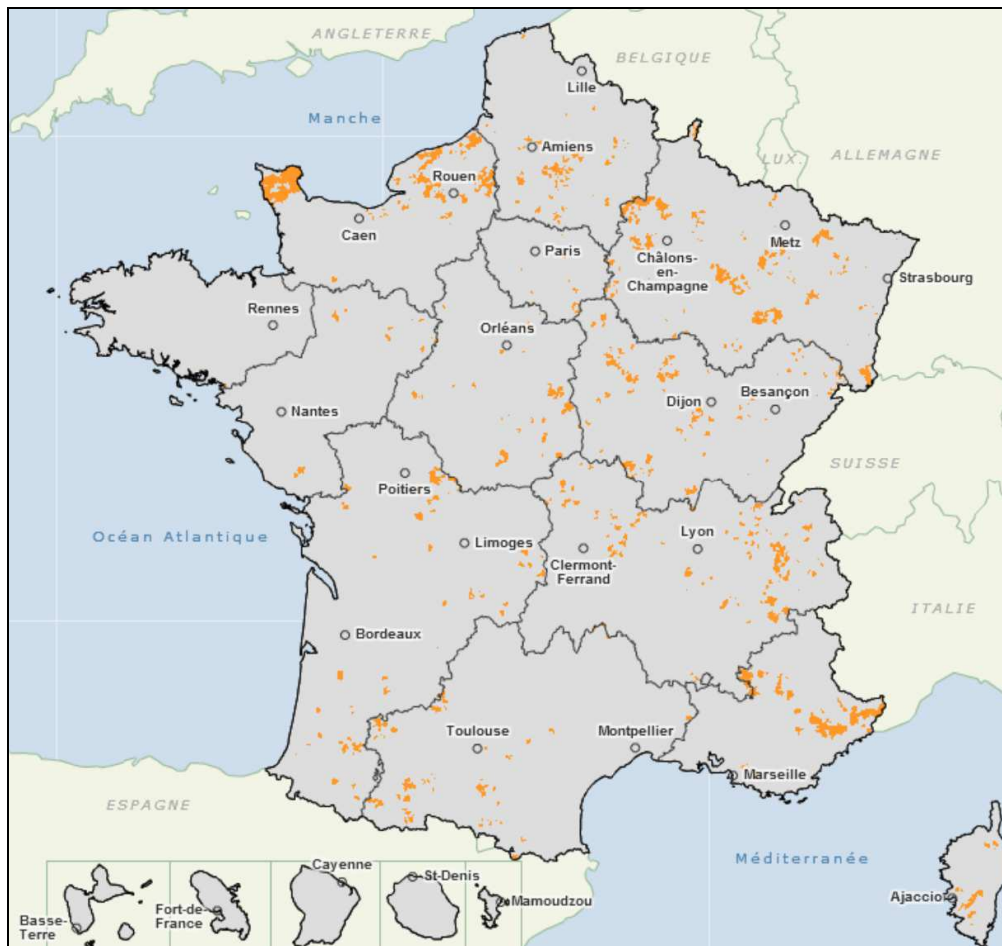 ANGLETERRE
BELGIQUE
Lille
Manche
Amiens
LUX.
ALLEMAGNE
Rouen
Caen
Paris
Châlons-
en-
Champagne
Metz
Strasbourg
Rennes
Orléans
Nantes
Dijon
Besançon
SUISSE
Poitiers
Océan Atlantique
Limoges
Clermont-
Ferrand
Lyon
ITALIE
Bordeaux
Toulouse
Montpellier
Marseille
ESPAGNE
Méditerranée
Ajaccio
Basse-
Terre
Fort-de-
France
Cayenne
St-Denis
Mamoudzou